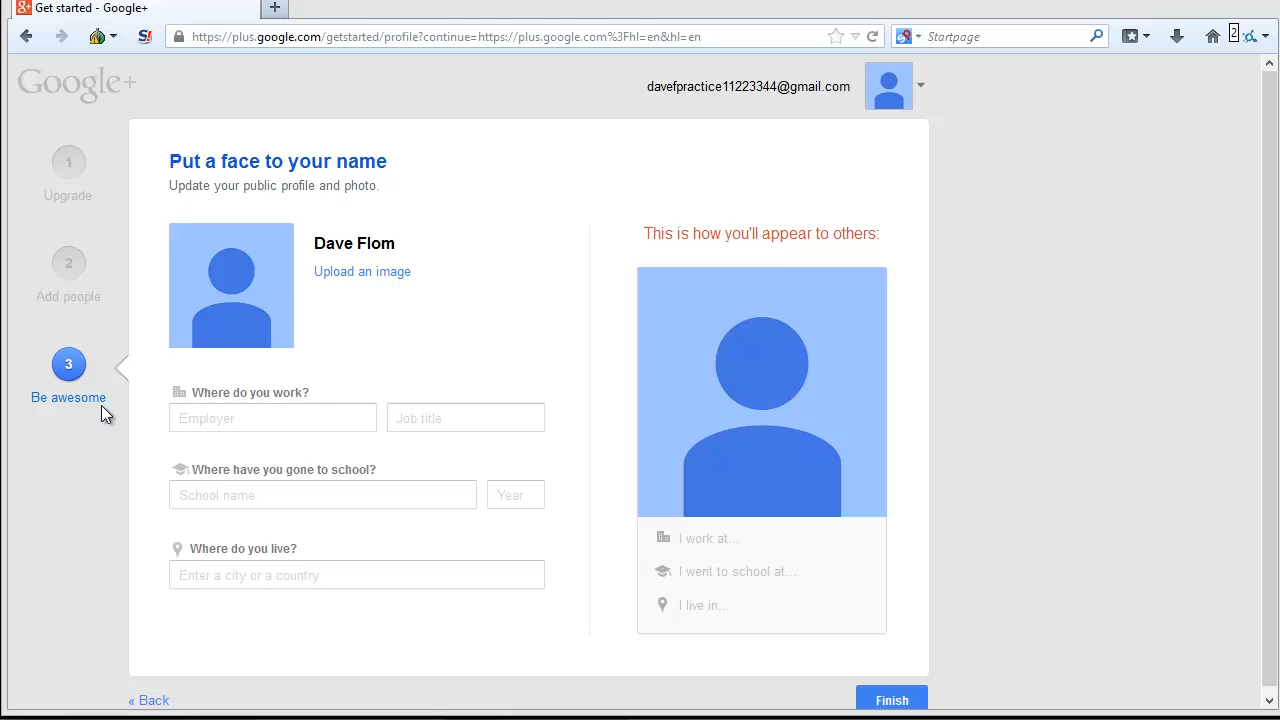 Get started - Google+
https://plus.google.com/getstarted/profile?continue=https://plus.google.com%3Fhl=en&hl=en
Startpage
2
Google+
davefpractice11223344@gmail.com
1
Upgrade
2
Add people
3
Be awesome
Put a face to your name
Update your public profile and photo.
Dave Flom
Upload an image
Where do you work?
Employer
Job title
Where have you gone to school?
School name
Year
Where do you live?
Enter a city or a country
This is how you'll appear to others:
I work at...
I went to school at...
I live in...
« Back
Finish